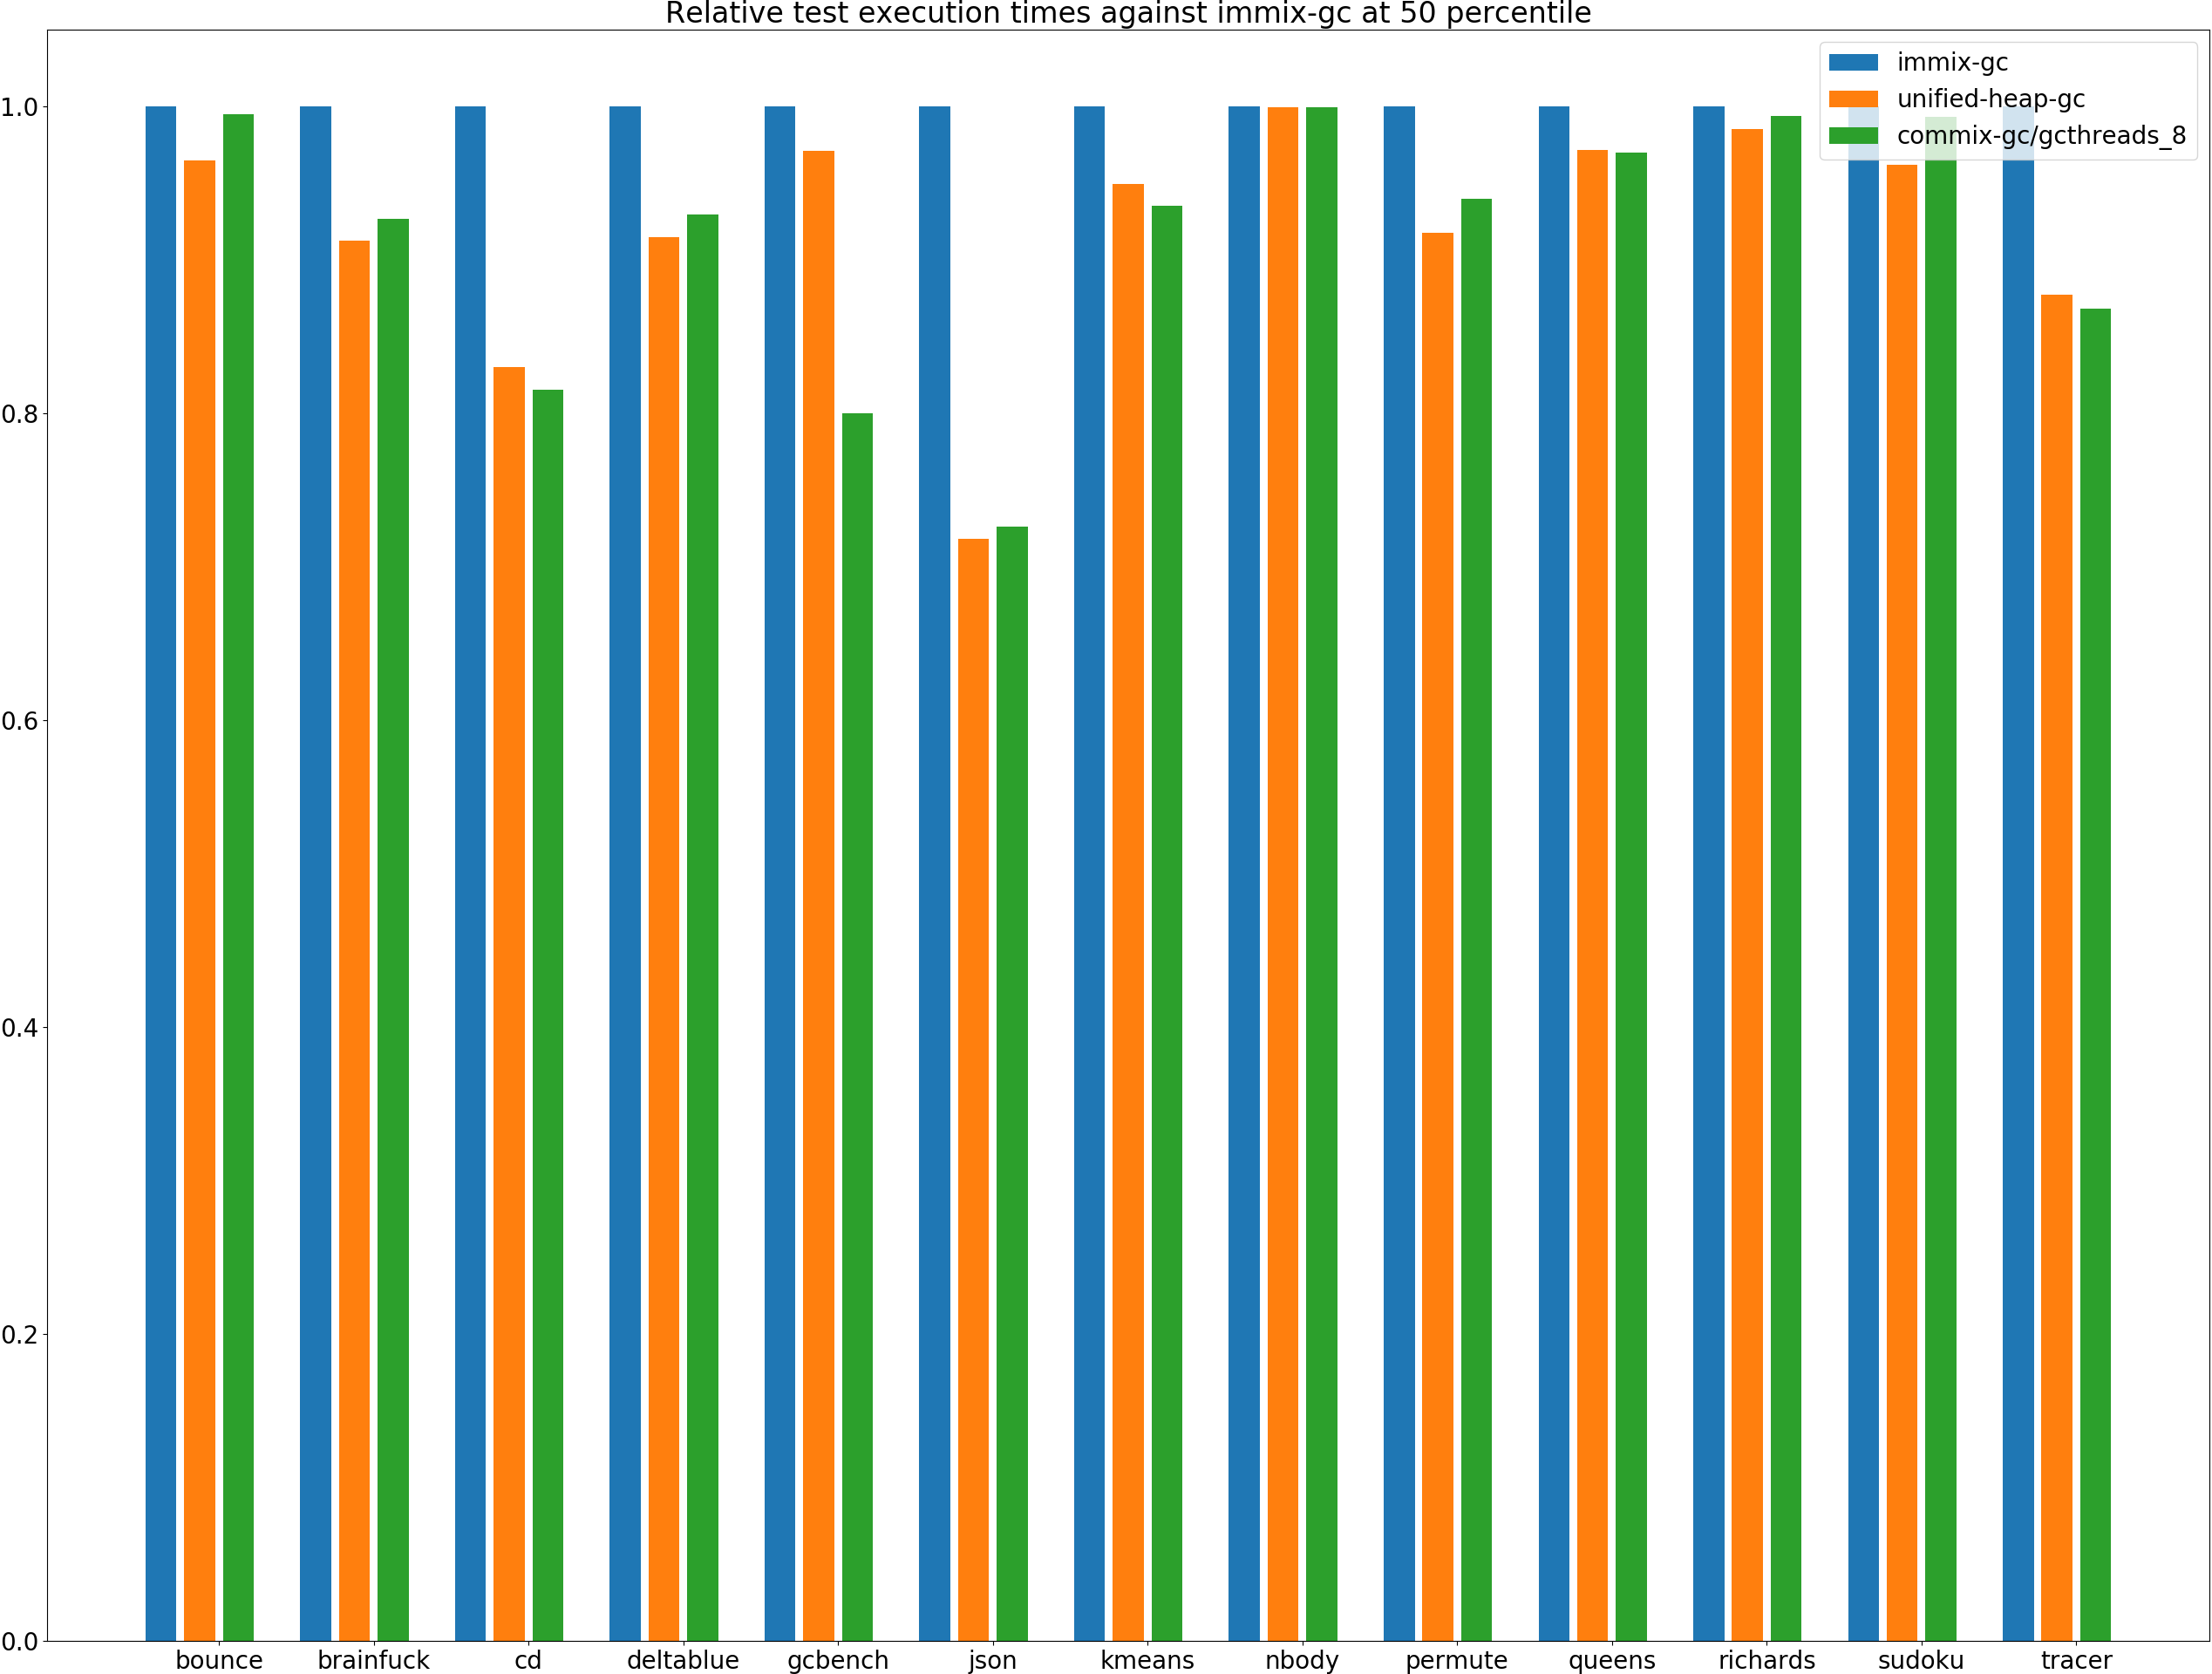 Relative test execution times against immix-gc at 50 percentile
immix-gc
unified-heap-gc
commix-gc/gcthreads_8
1.0
0.8
0.6
0.4
0.2
0.0
bounce brainfuck cd deltablue gcbench json kmeans nbody permute queens richards sudoku tracer